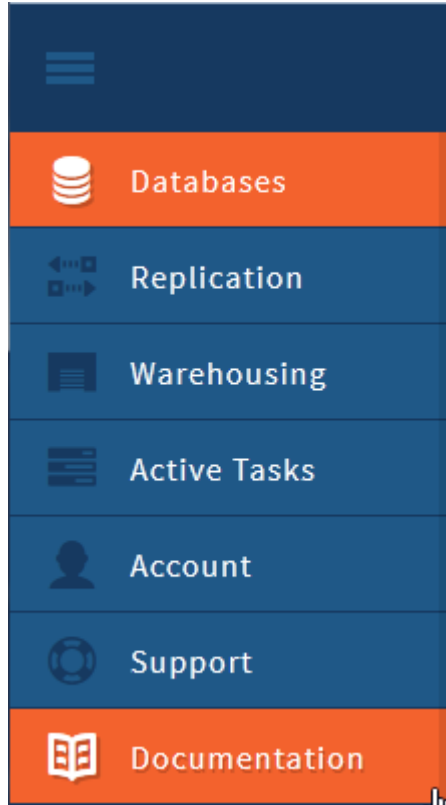 Databases
Replication
Warehousing
Active Tasks
Account
Support
Documentation